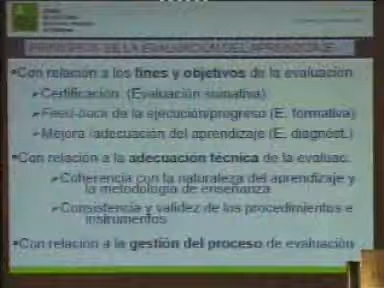 PRINCIPIOS DE LA EVALUACIÓN DEL APRENDIZAJE
•Con relación a los fines y objetivos de la evaluación
➢Certificación (Evaluación sumativa)
➢Feed-back de la ejecución/progreso (E. formativa)
➢Mejora /adecuación del aprendizaje (E. diagnóst.)
•Con relación a la adecuación técnica de la evaluac.
➢Coherencia con la naturaleza del aprendizaje y
la metodología de enseñanza
➢Consistencia y validez de los procedimientos e
instrumentos
•Con relación a la gestión del proceso de evaluación